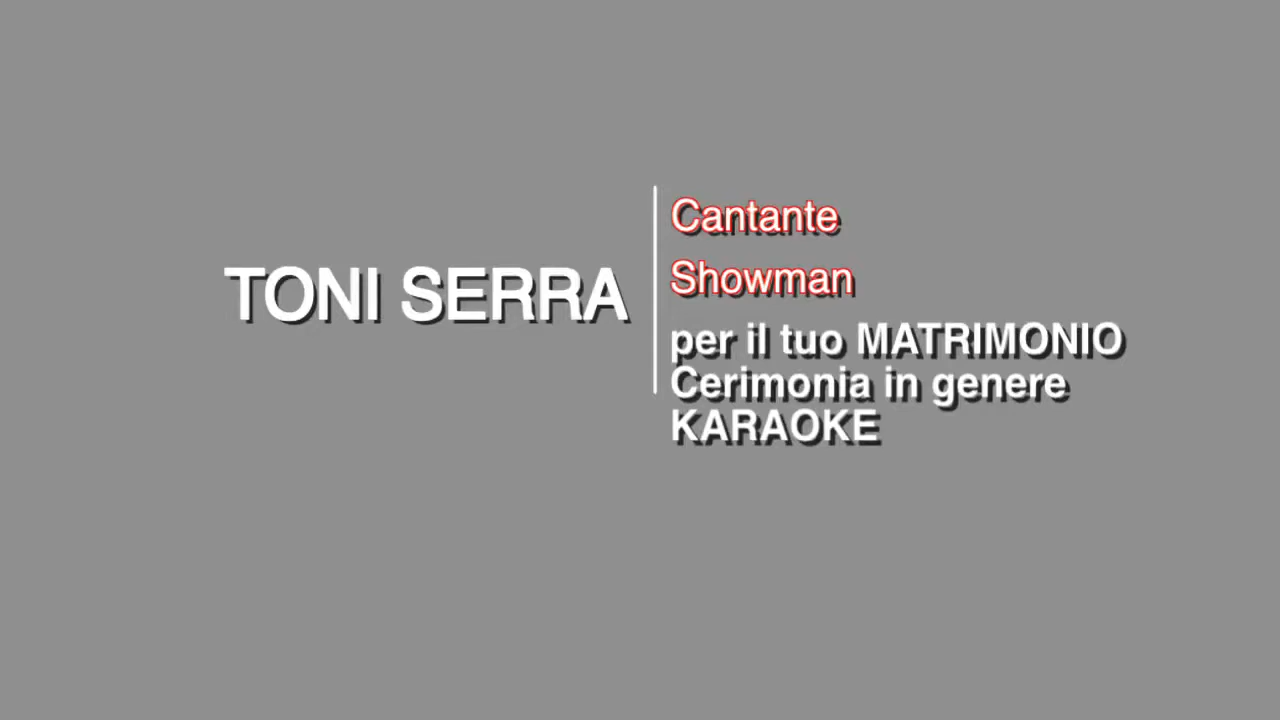 TONI SERRA
Cantante
Showman
per il tuo MATRIMONIO
Cerimonia in genere
KARAOKE